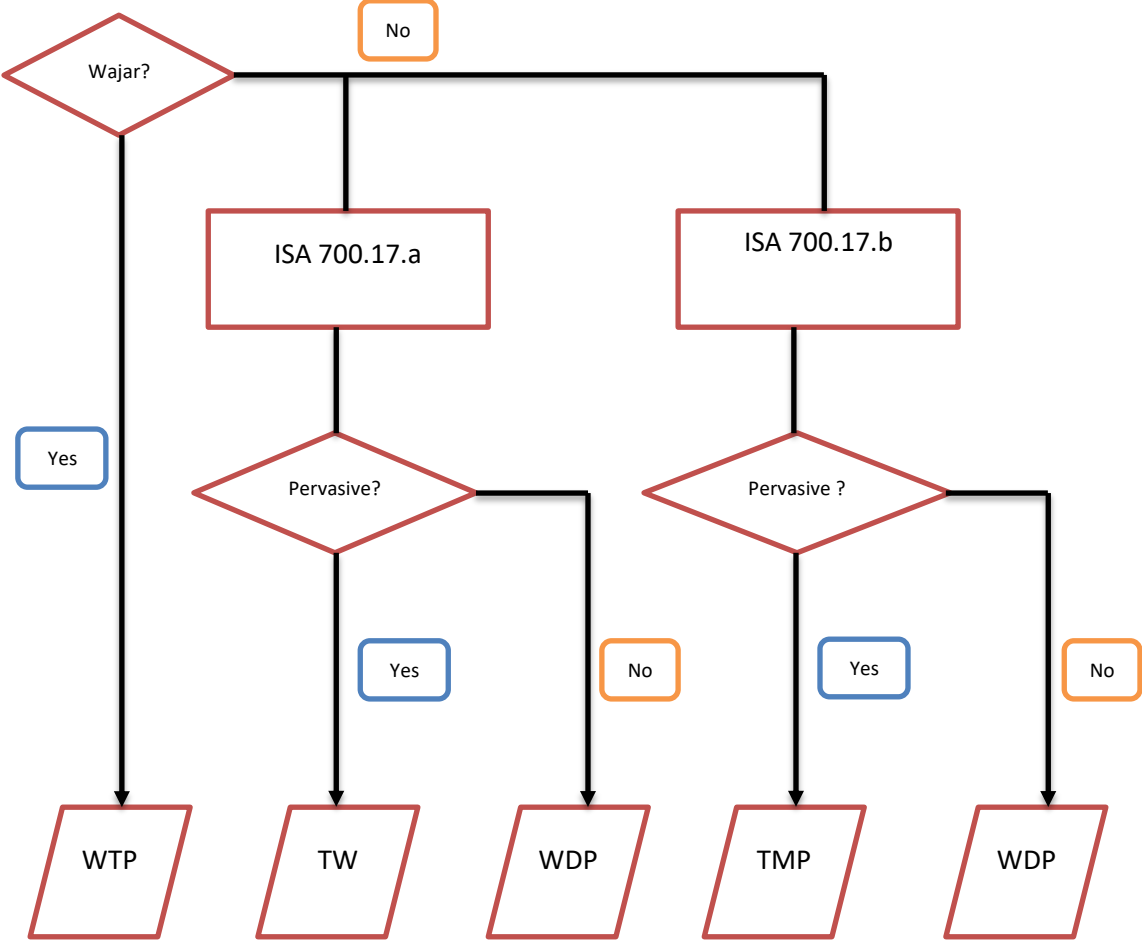 No
Wajar?
ISA 700.17.a
ISA 700.17.b
Yes
Pervasive?
Pervasive ?
Yes
No
Yes
No
WTP
TW
WDP
TMP
WDP